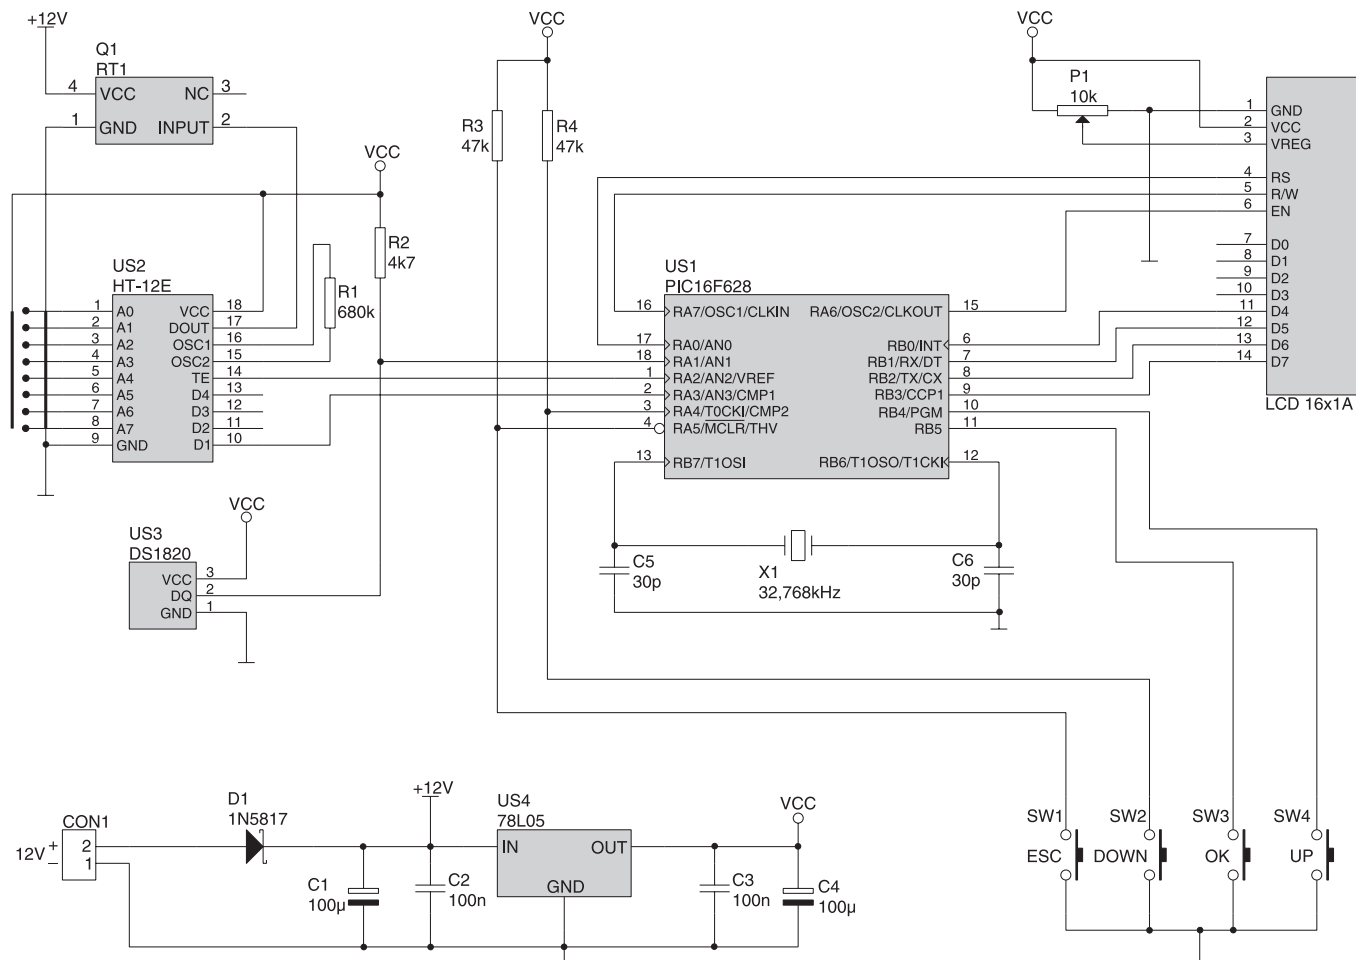 +12V
Q1
RT1
4 VCC NC 3
1 GND INPUT 2
VCC
R2
4k7
US2
HT-12E
R1
680k
1 A0 VCC 18
2 A1 DOUT 17
3 A2 OSC1 16
4 A3 OSC2 15
5 A4 TE 14
6 A5 D4 13
7 A6 D3 12
8 A7 D2 11
9 GND D1 10
VCC
US3
DS1820
VCC 3
DQ 2
GND 1
VCC
R3
47k
R4
47k
US1
PIC16F628
16 RA7/OSC1/CLKIN RA6/OSC2/CLKOUT 15
17 RA0/AN0 RB0/INT 6
18 RA1/AN1 RB1/RX/DT 7
1 RA2/AN2/VREF RB2/TX/CX 8
2 RA3/AN3/CMP1 RB3/CCP1 9
3 RA4/T0CKI/CMP2 RB4/PGM 10
4 RA5/MCLR/THV RB5 11
13 RB7/T1OSI RB6/T1OSO/T1CKI 12
C5
30p
X1
32,768kHz
C6
30p
VCC
P1
10k
1 GND
2 VCC
3 VREG
4 RS
5 R/W
6 EN
7 D0
8 D1
9 D2
10 D3
11 D4
12 D5
13 D6
14 D7
LCD 16x1A
CON1
12V + 2
– 1
D1
1N5817
+12V
US4
78L05
IN OUT
GND
VCC
C1
100µ
C2
100n
C3
100n
C4
100µ
SW1
ESC
SW2
DOWN
SW3
OK
SW4
UP